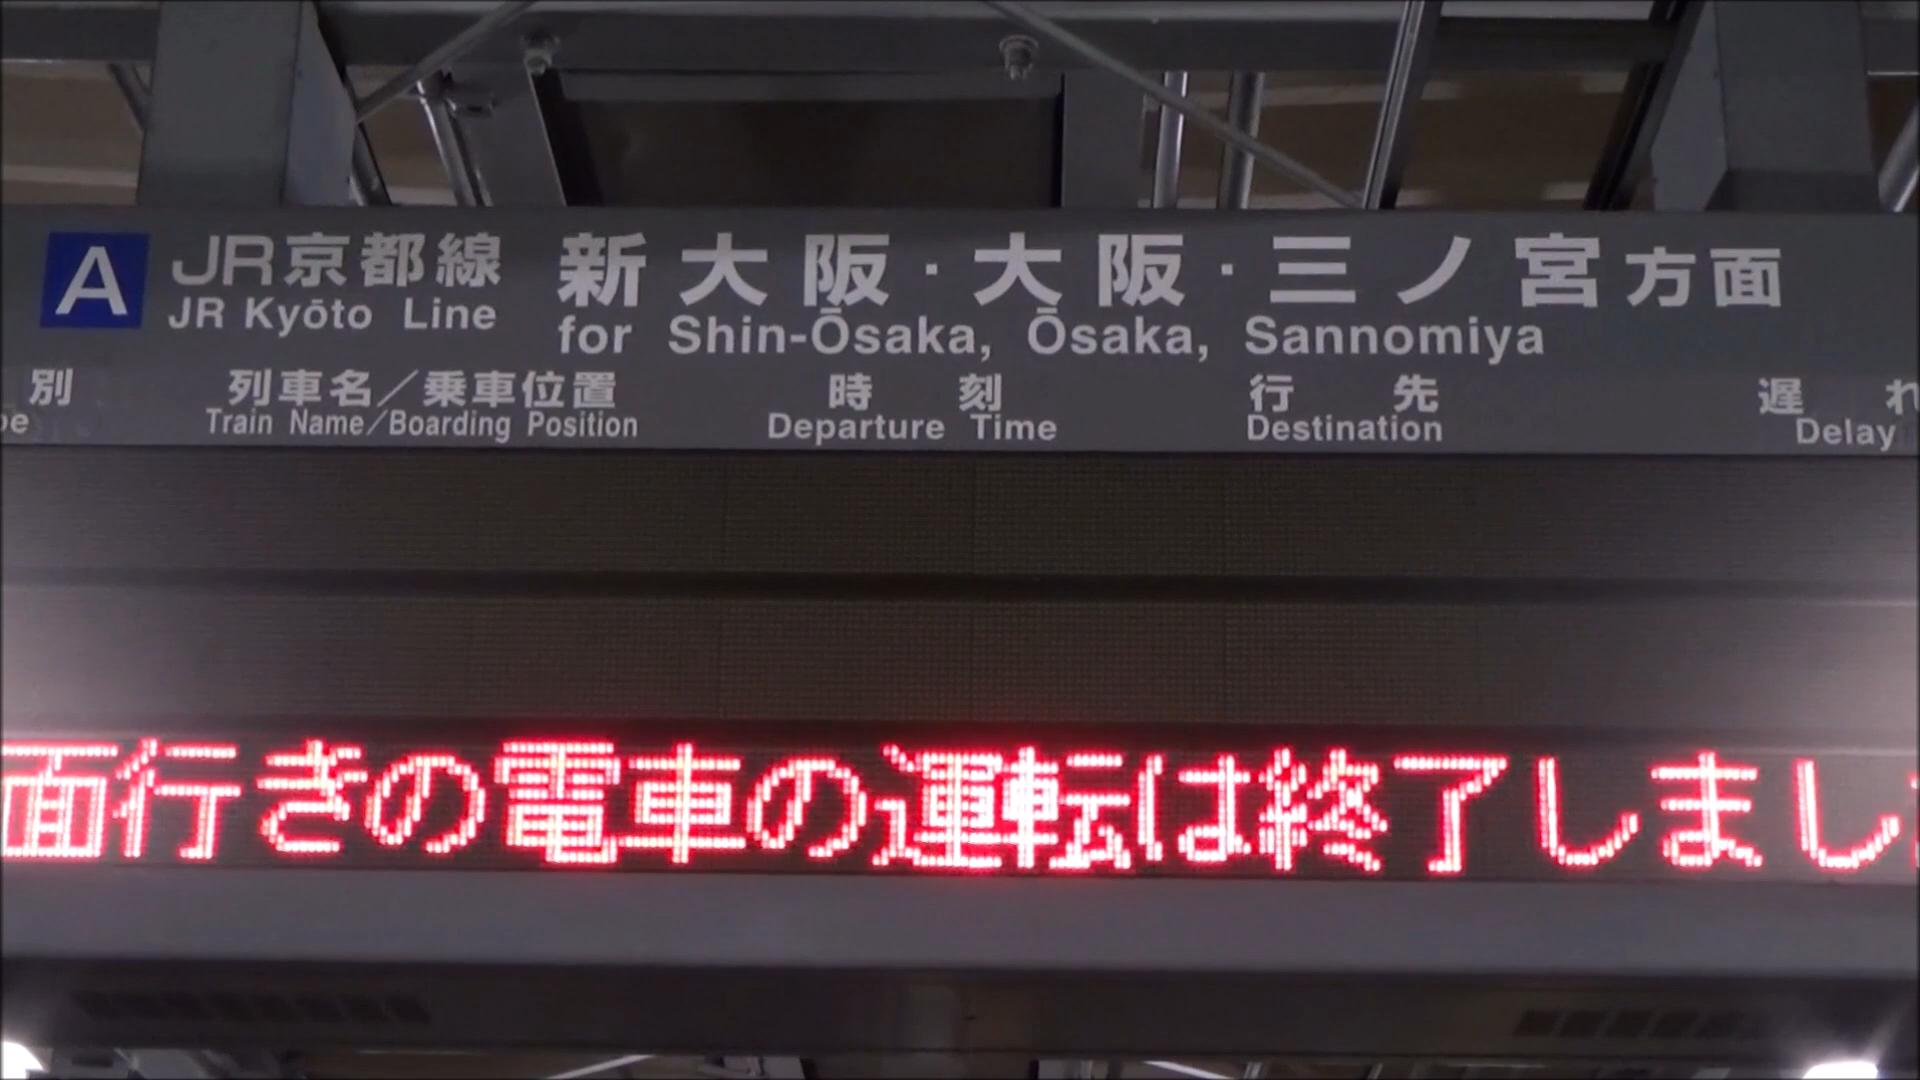 A JR京都線 新大阪・大阪・三ノ宮方面
JR Kyōto Line for Shin-Ōsaka, Ōsaka, Sannomiya
別 列車名/乗車位置 時刻 行先 遅れ
Train Name/Boarding Position Departure Time Destination Delay
面行きの電車の運転は終了しまし